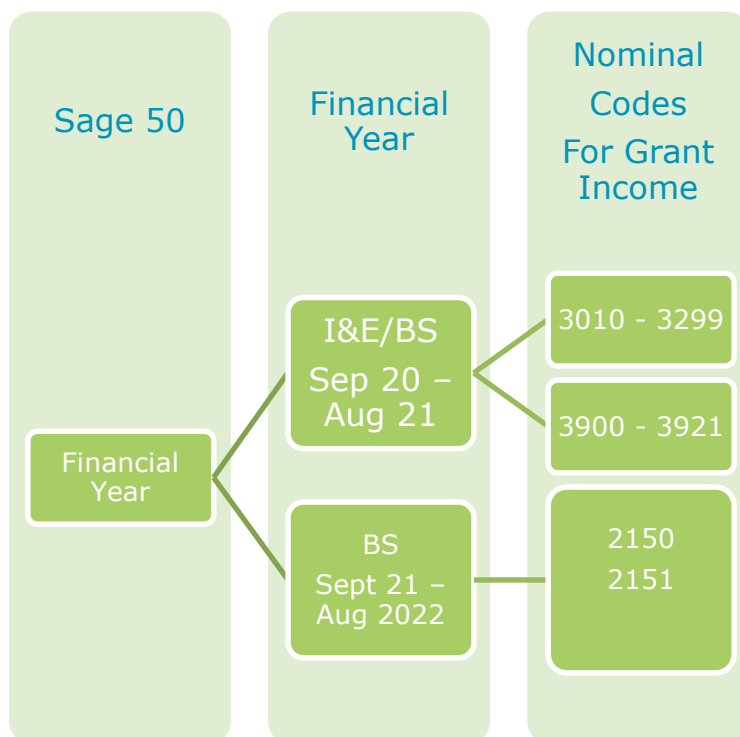 Sage 50
Financial
Year
Nominal
Codes
For Grant
Income
Financial
Year
I&E/BS
Sep 20 –
Aug 21
3010 - 3299
3900 - 3921
BS
Sept 21 –
Aug 2022
2150
2151